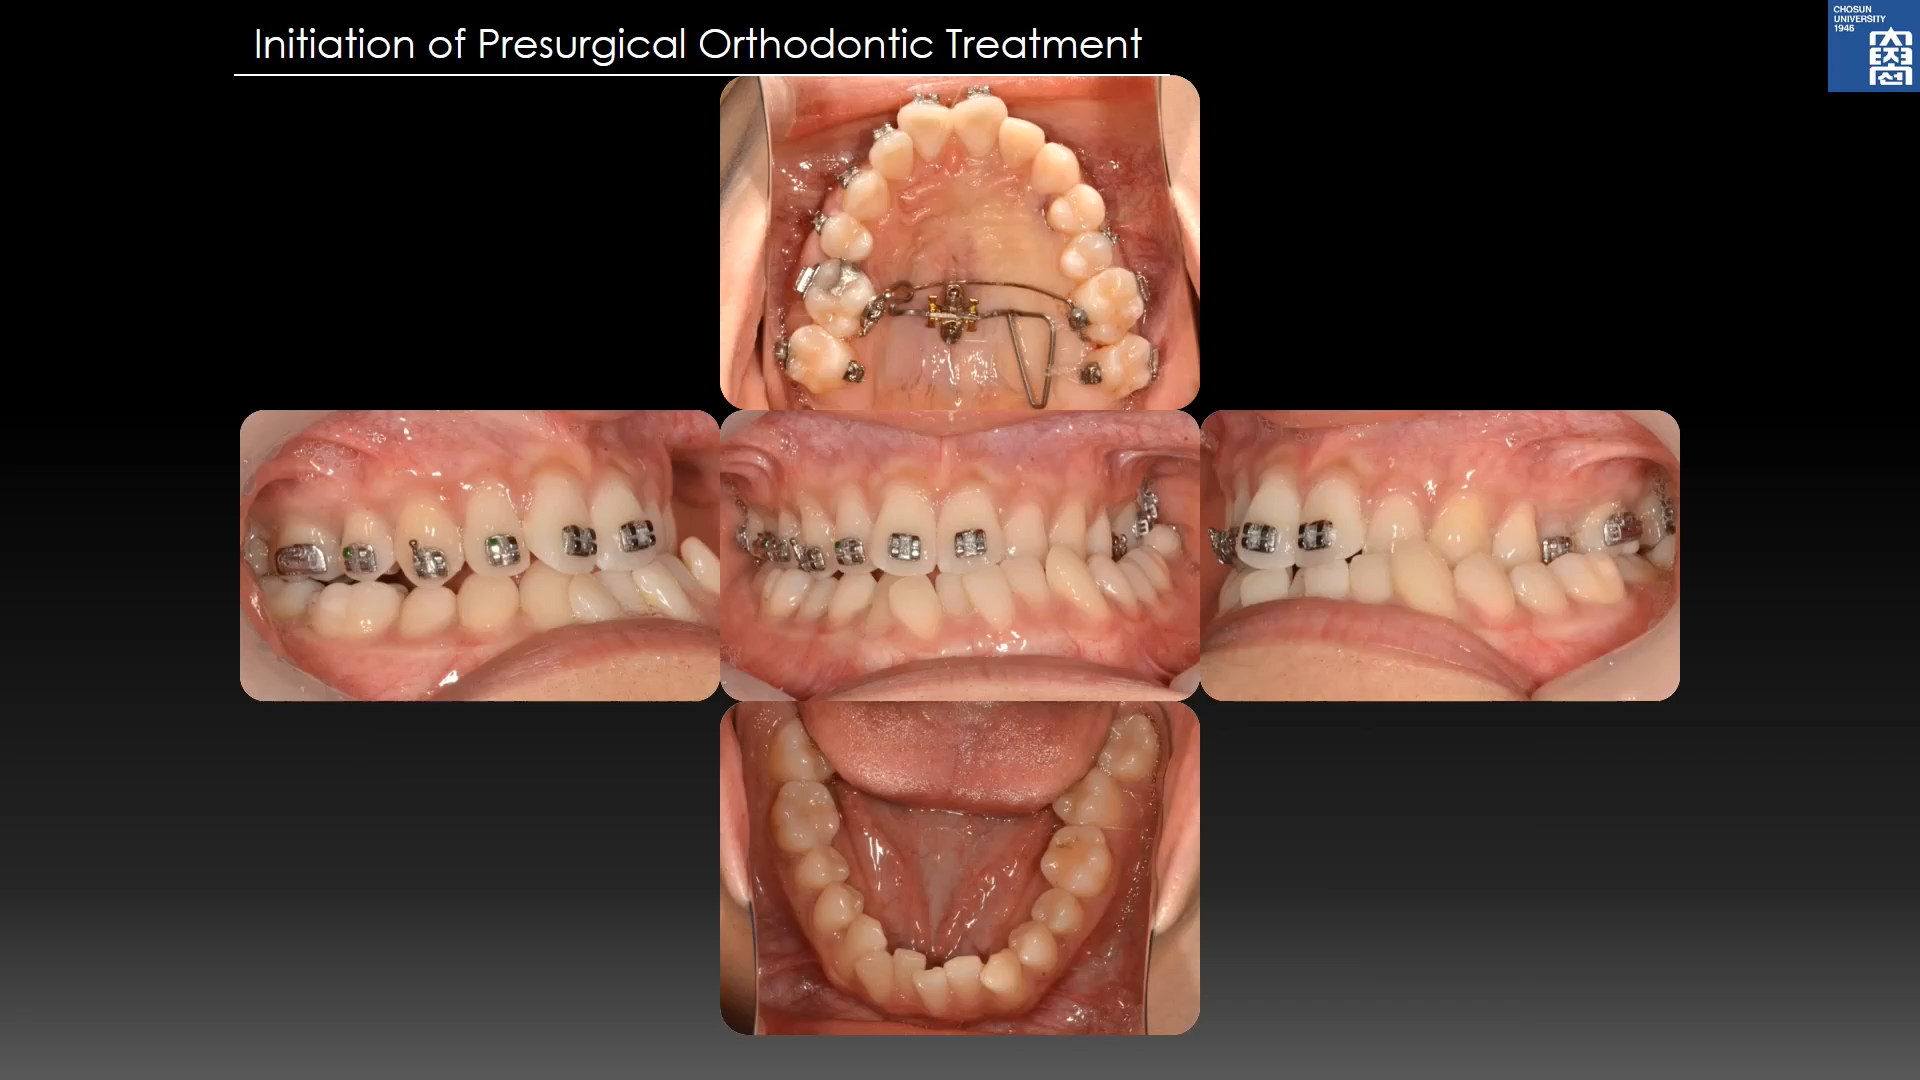 Initiation of Presurgical Orthodontic Treatment
CHOSUN
UNIVERSITY
1946